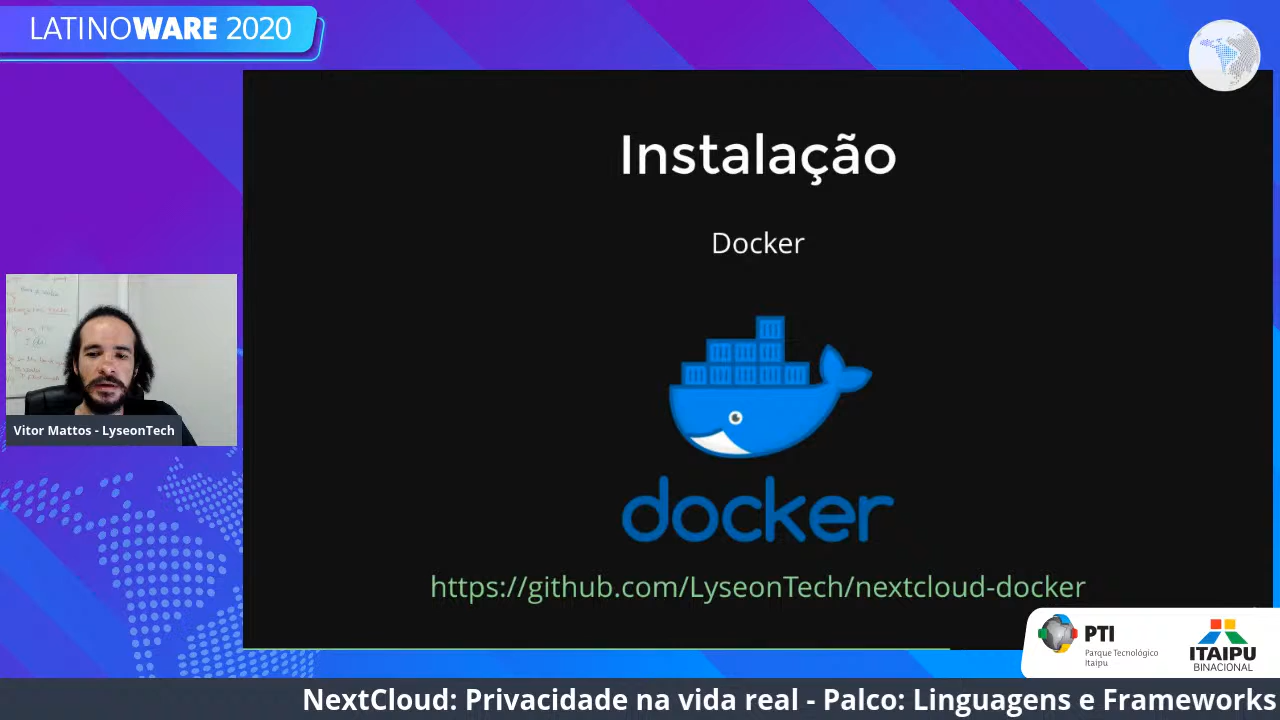 LATINOWARE 2020
Instalação
Docker
docker
https://github.com/LyseonTech/nextcloud-docker
Vitor Mattos - LyseonTech
PTI
Parque Tecnológico
Itaipu
ITAIPU
BINACIONAL
NextCloud: Privacidade na vida real - Palco: Linguagens e Frameworks